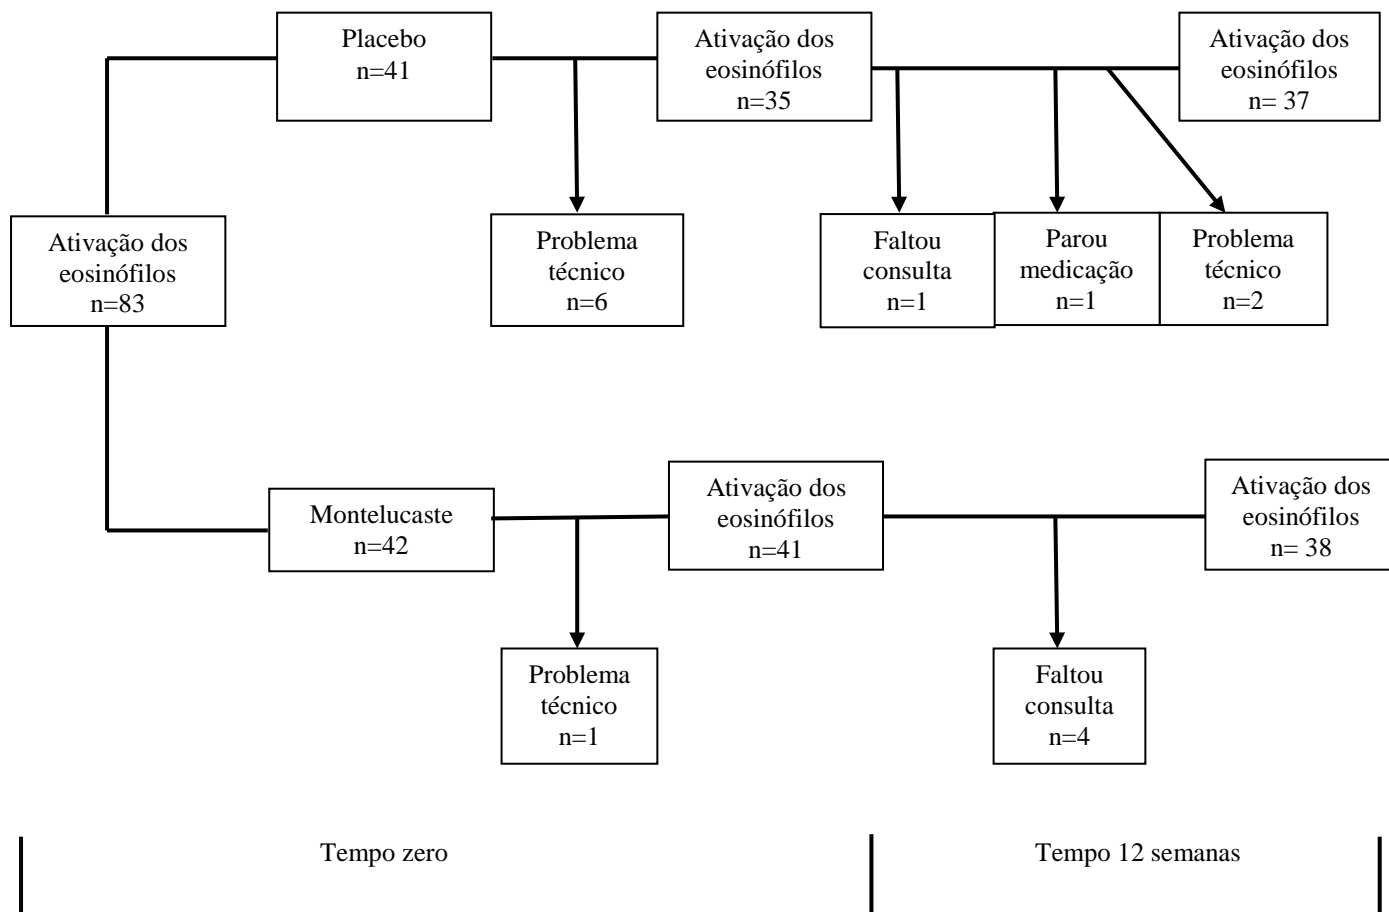 Placebo
n=41
Ativação dos
eosinófilos
n=35
Ativação dos
eosinófilos
n= 37
Ativação dos
eosinófilos
n=83
Problema
técnico
n=6
Faltou
consulta
n=1
Parou
medicação
n=1
Problema
técnico
n=2
Montelucaste
n=42
Ativação dos
eosinófilos
n=41
Ativação dos
eosinófilos
n= 38
Problema
técnico
n=1
Faltou
consulta
n=4
Tempo zero
Tempo 12 semanas